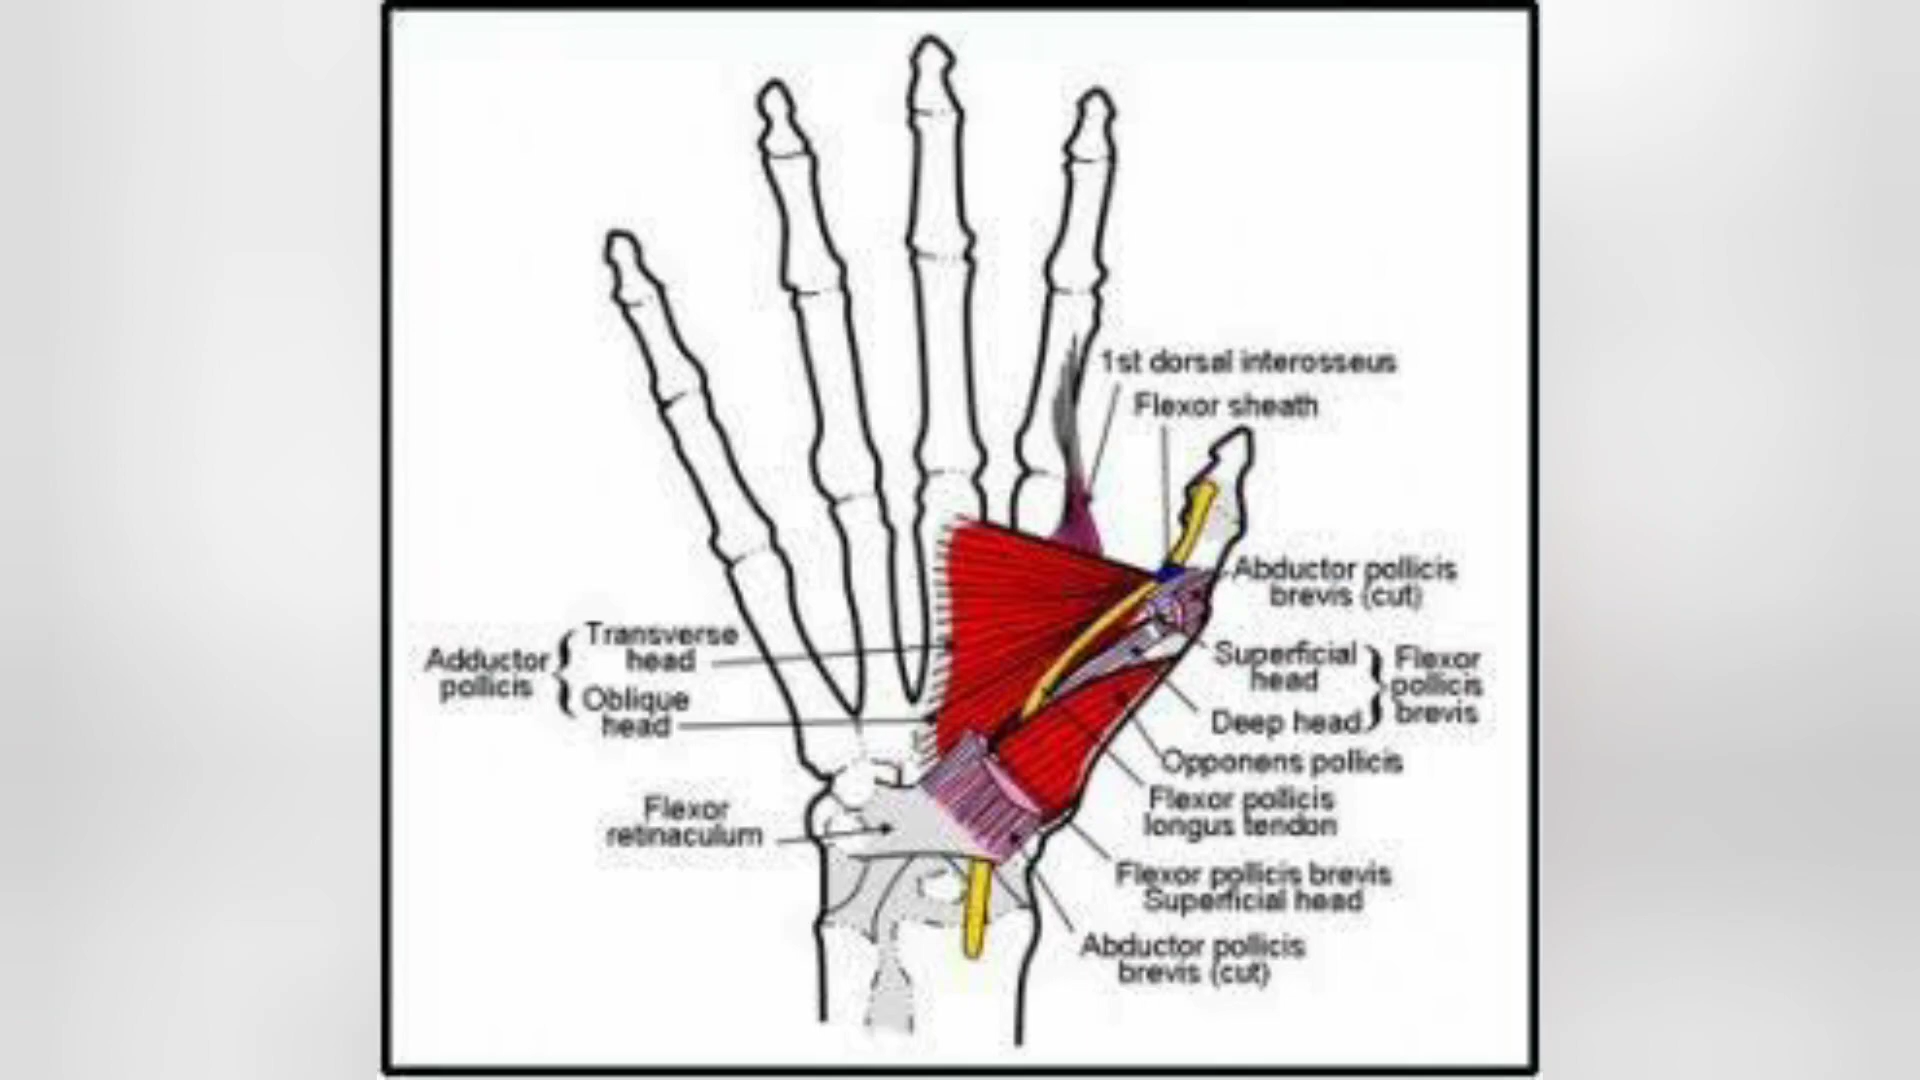 1st dorsal interosseus
Flexor sheath
Abductor pollicis
brevis (cut)
Transverse
head
Adductor
pollicis
Oblique
head
Superficial
head
Flexor
pollicis
brevis
Deep head
Opponens pollicis
Flexor pollicis
longus tendon
Flexor
retinaculum
Flexor pollicis brevis
Superficial head
Abductor pollicis
brevis (cut)